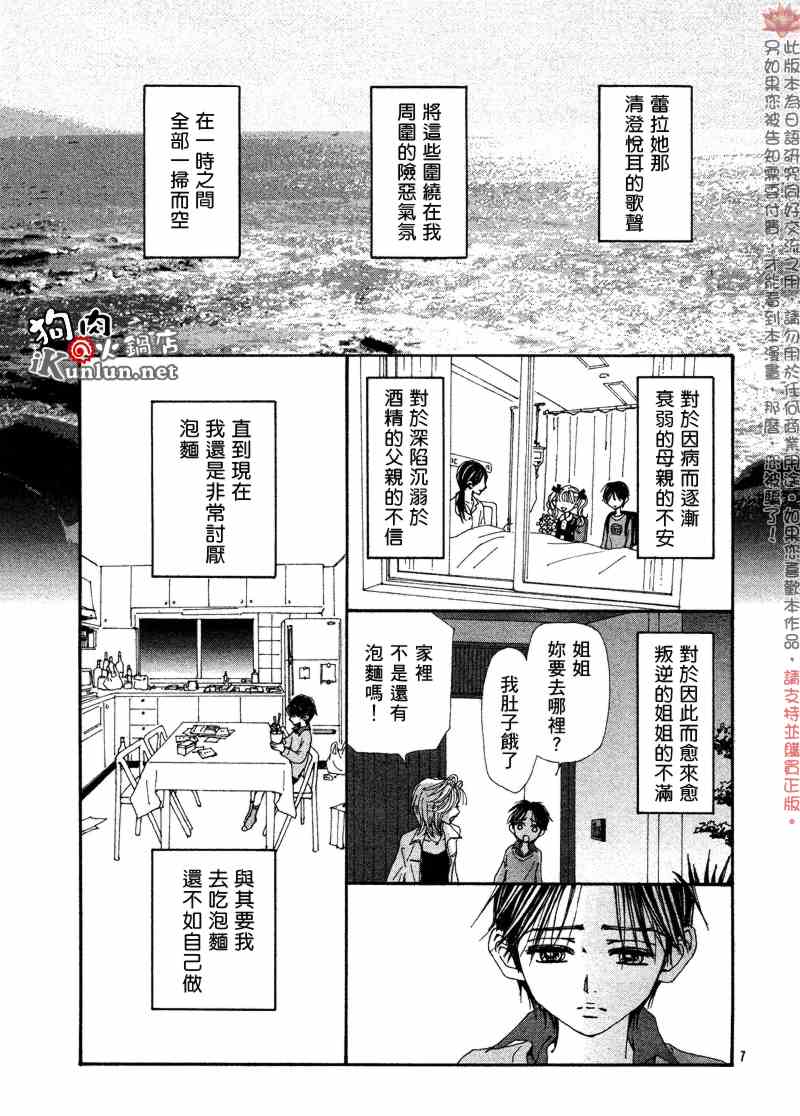 蕾拉她那
清澄悅耳的歌聲
將這些圍繞在我
周圍的險惡氣氛
在一時之間
全部一掃而空
對於因病而逐漸
衰弱的母親的不安
對於深陷沉溺於
酒精的父親的不信
對於因此而愈來愈
叛逆的姐姐的不滿
姐姐
妳要去哪裡？
我肚子餓了
家裡
不是還有
泡麵嗎！
直到現在
我還是非常討厭
泡麵
與其要我
去吃泡麵
還不如自己做
7
狗肉火鍋店
iKunlun.net
此版本為日語研究同好交流之用，請勿用於任何商業用途。如果您喜歡本作品，請支持並購買正版。
另如果您被告知需要付費，才能看到本漫畫，那麼，您被騙了！